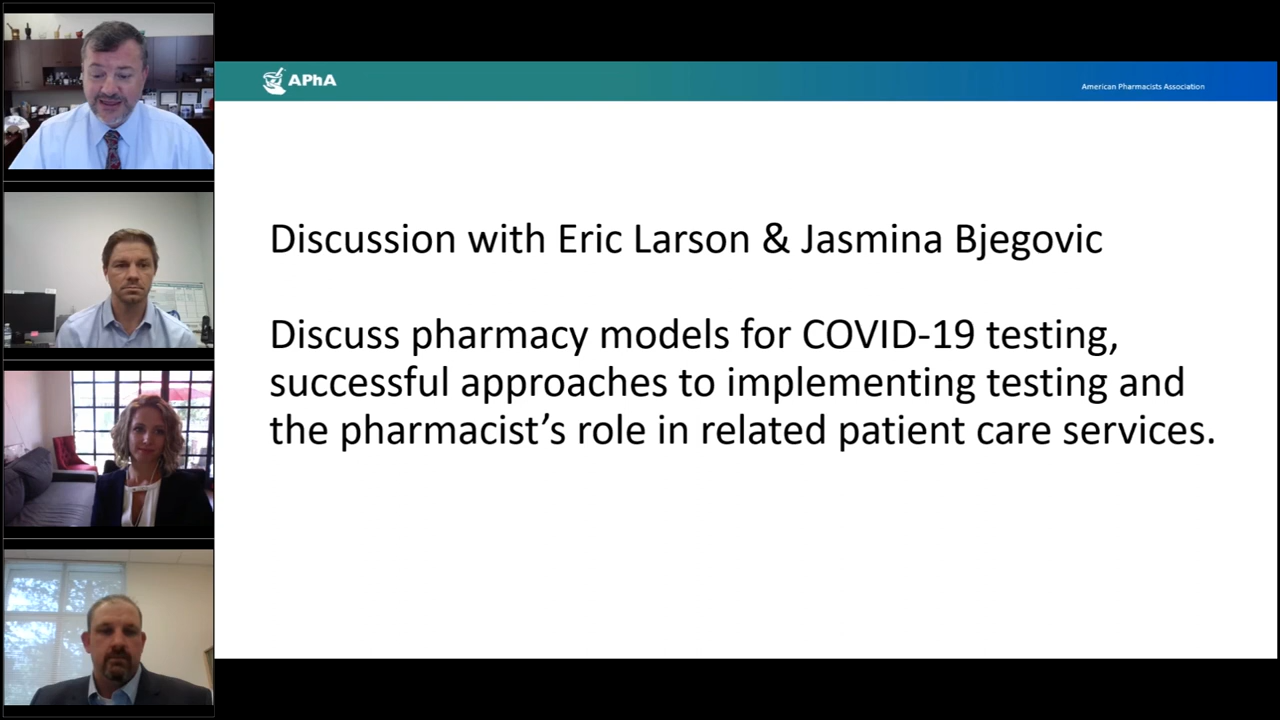 APhA
American Pharmacists Association
Discussion with Eric Larson & Jasmina Bjegovic
Discuss pharmacy models for COVID-19 testing,
successful approaches to implementing testing and
the pharmacist’s role in related patient care services.